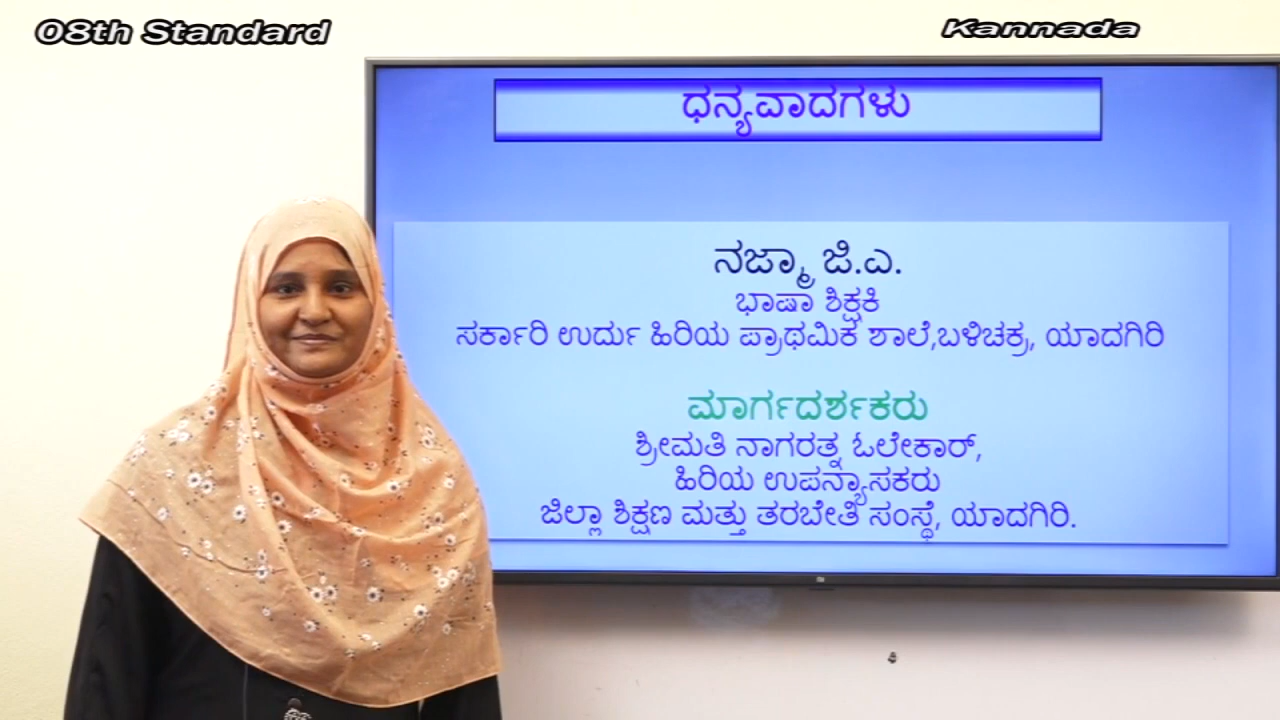 08th Standard
Kannada
ಧನ್ಯವಾದಗಳು
ನಜ್ಮಾ ಜಿ.ಎ.
ಭಾಷಾ ಶಿಕ್ಷಕಿ
ಸರ್ಕಾರಿ ಉರ್ದು ಹಿರಿಯ ಪ್ರಾಥಮಿಕ ಶಾಲೆ,ಬಳಿಚಕ್ರ, ಯಾದಗಿರಿ
ಮಾರ್ಗದರ್ಶಕರು
ಶ್ರೀಮತಿ ನಾಗರತ್ನ ಓಲೇಕಾರ್,
ಹಿರಿಯ ಉಪನ್ಯಾಸಕರು
ಜಿಲ್ಲಾ ಶಿಕ್ಷಣ ಮತ್ತು ತರಬೇತಿ ಸಂಸ್ಥೆ, ಯಾದಗಿರಿ.